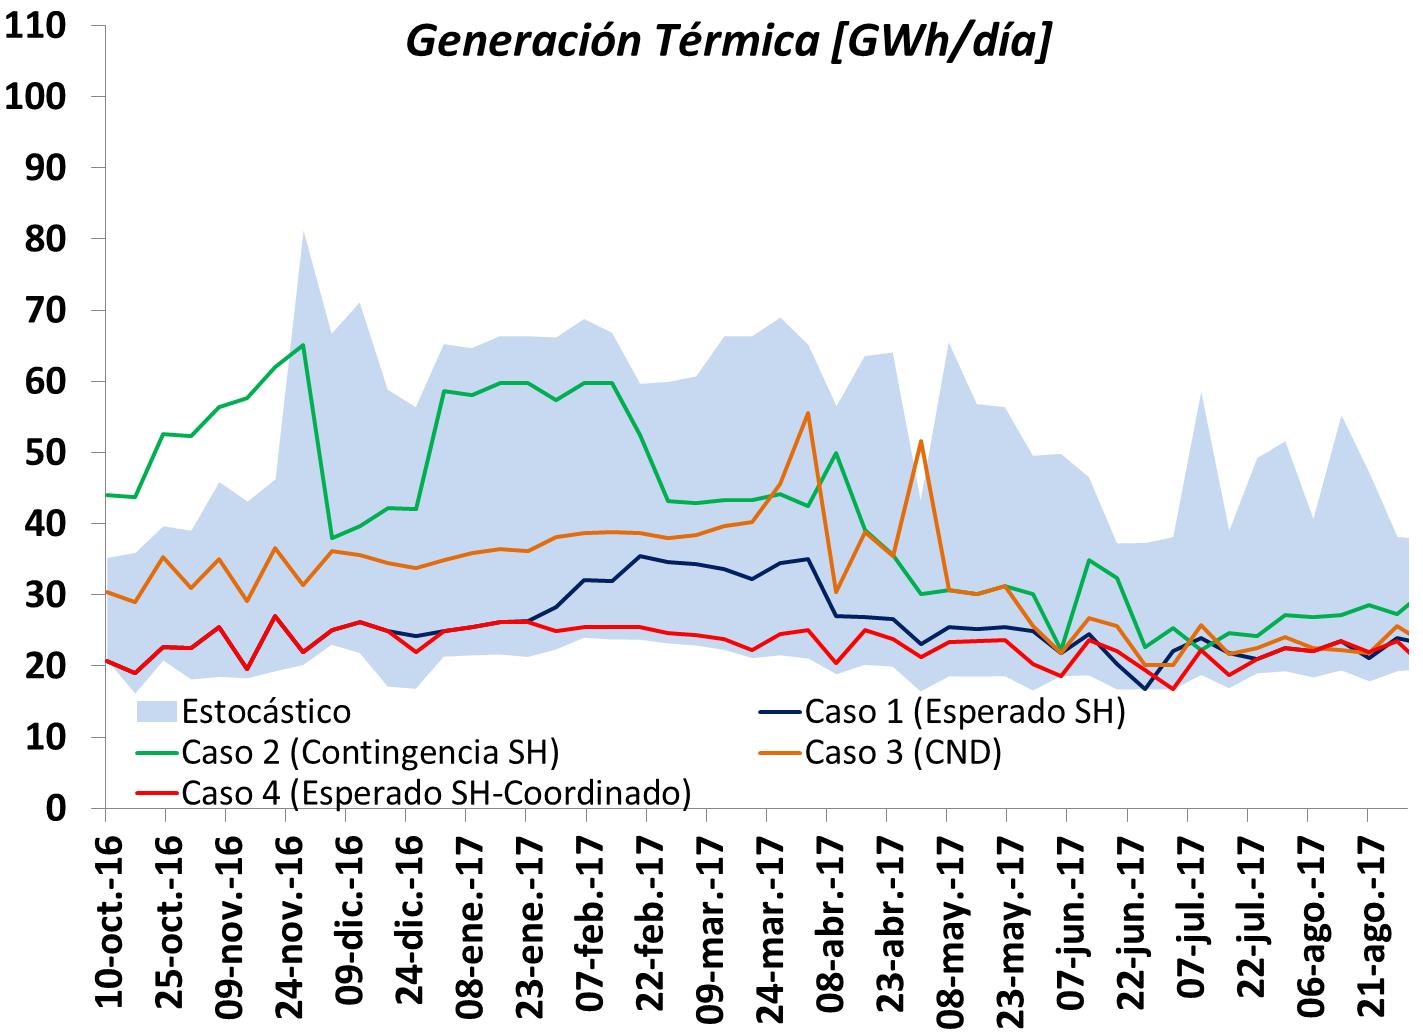 Generación Térmica [GWh/día]
110
100
90
80
70
60
50
40
30
20
10
0
Estocástico
Caso 1 (Esperado SH)
Caso 2 (Contingencia SH)
Caso 3 (CND)
Caso 4 (Esperado SH-Coordinado)
10-oct.-16
25-oct.-16
09-nov.-16
24-nov.-16
09-dic.-16
24-dic.-16
08-ene.-17
23-ene.-17
07-feb.-17
22-feb.-17
09-mar.-17
24-mar.-17
08-abr.-17
23-abr.-17
08-may.-17
23-may.-17
07-jun.-17
22-jun.-17
07-jul.-17
22-jul.-17
06-ago.-17
21-ago.-17